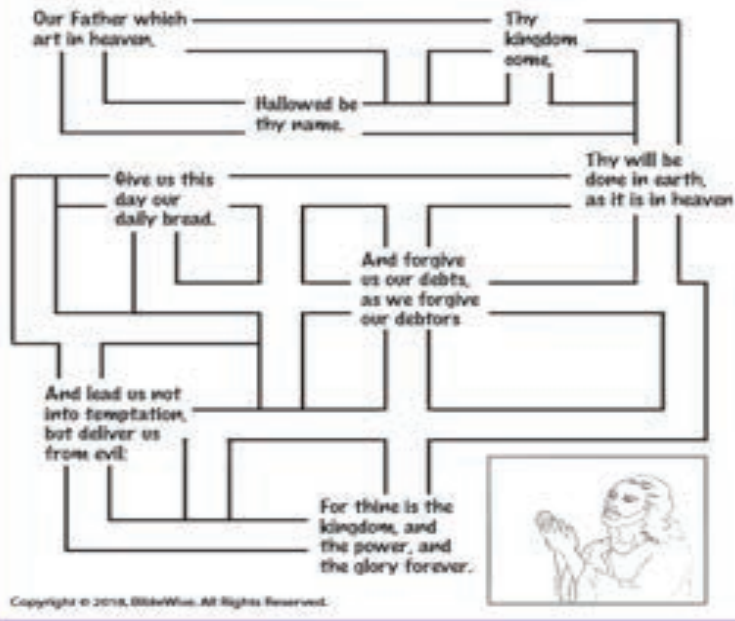 Our Father which
art in heaven,
Thy
kingdom
come,
Hallowed be
thy name.
Thy will be
done in earth,
as it is in heaven
Give us this
day our
daily bread.
And forgive
us our debts,
as we forgive
our debtors
And lead us not
into temptation,
but deliver us
from evil:
For thine is the
kingdom, and
the power, and
the glory forever.
Copyright © 2018, BibleWise. All Rights Reserved.